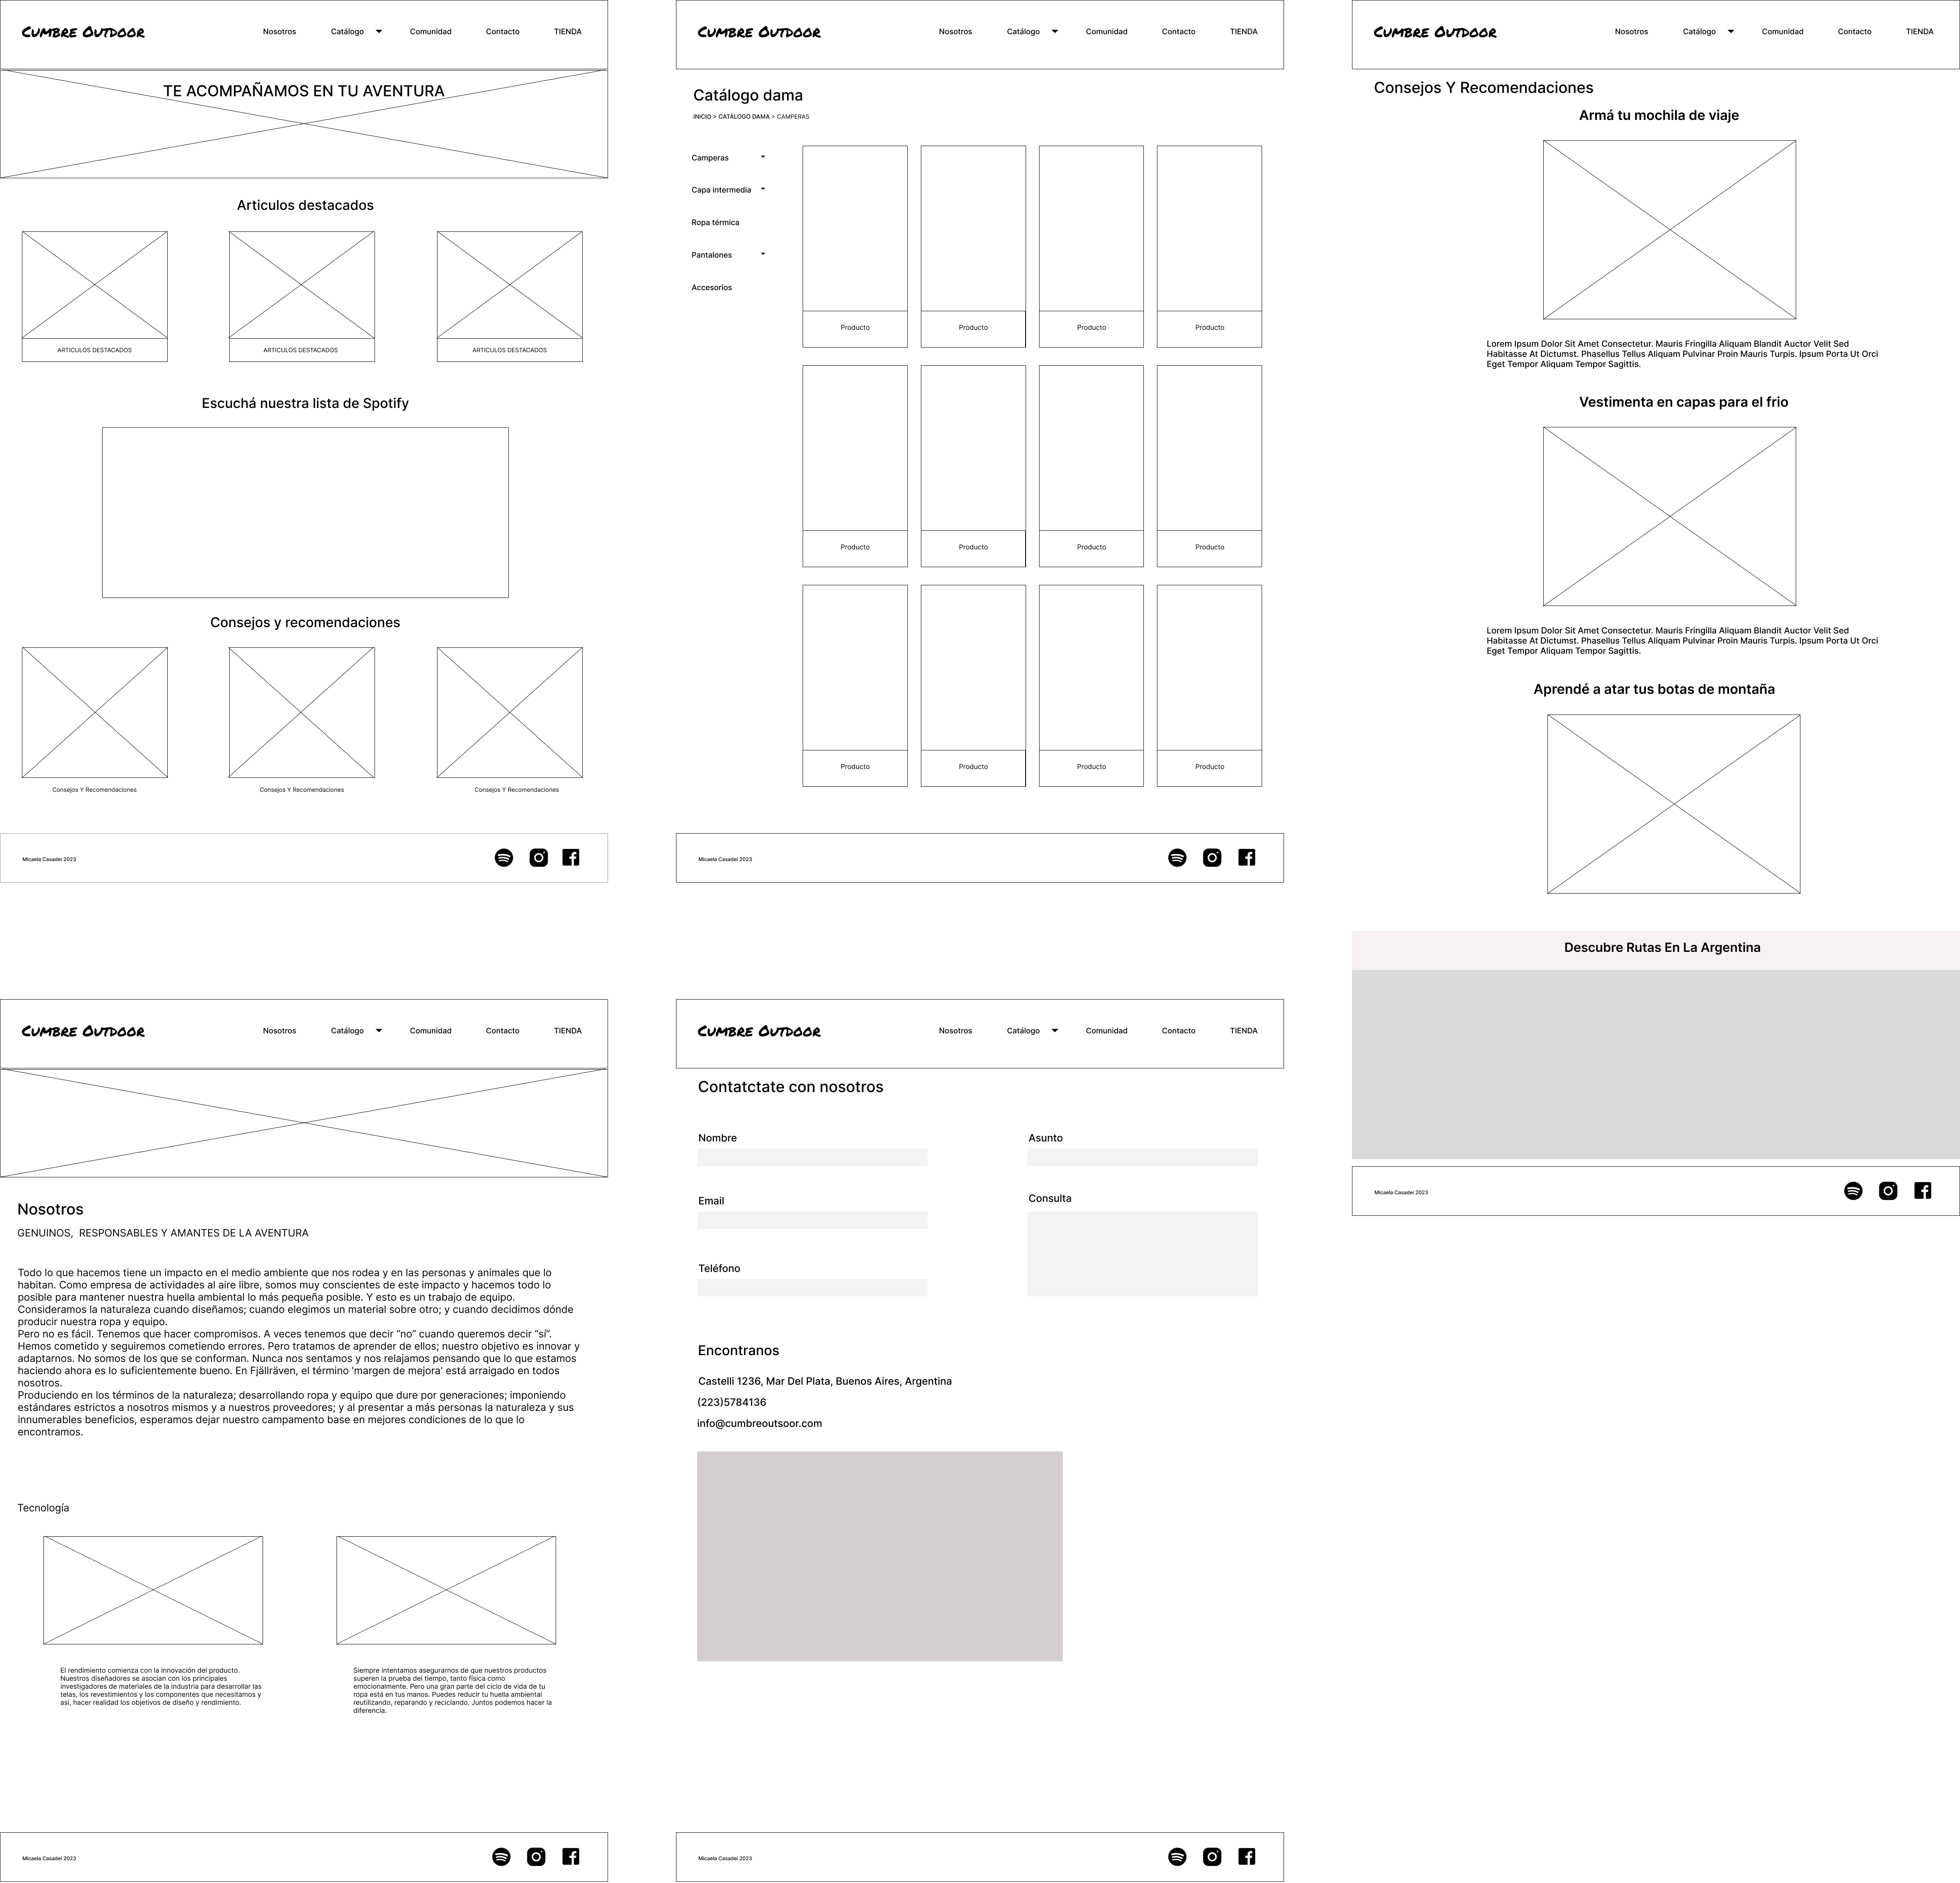 Cumbre Outdoor
Nosotros
Catálogo
Comunidad
Contacto
TIENDA
TE ACOMPAÑAMOS EN TU AVENTURA
Articulos destacados
ARTICULOS DESTACADOS
ARTICULOS DESTACADOS
ARTICULOS DESTACADOS
Escuchá nuestra lista de Spotify
Consejos y recomendaciones
Consejos Y Recomendaciones
Consejos Y Recomendaciones
Consejos Y Recomendaciones
Micaela Casadei 2023
Cumbre Outdoor
Nosotros
Catálogo
Comunidad
Contacto
TIENDA
Catálogo dama
INICIO > CATÁLOGO DAMA > CAMPERAS
Camperas
Capa intermedia
Ropa térmica
Pantalones
Accesorios
Producto
Producto
Producto
Producto
Producto
Producto
Producto
Producto
Producto
Producto
Producto
Producto
Micaela Casadei 2023
Cumbre Outdoor
Nosotros
Catálogo
Comunidad
Contacto
TIENDA
Consejos Y Recomendaciones
Armá tu mochila de viaje
Lorem Ipsum Dolor Sit Amet Consectetur. Mauris Fringilla Aliquam Blandit Auctor Velit Sed
Habitasse At Dictumst. Phasellus Tellus Aliquam Pulvinar Proin Mauris Turpis. Ipsum Porta Ut Orci
Eget Tempor Aliquam Tempor Sagittis.
Vestimenta en capas para el frio
Lorem Ipsum Dolor Sit Amet Consectetur. Mauris Fringilla Aliquam Blandit Auctor Velit Sed
Habitasse At Dictumst. Phasellus Tellus Aliquam Pulvinar Proin Mauris Turpis. Ipsum Porta Ut Orci
Eget Tempor Aliquam Tempor Sagittis.
Aprendé a atar tus botas de montaña
Descubre Rutas En La Argentina
Micaela Casadei 2023
Cumbre Outdoor
Nosotros
Catálogo
Comunidad
Contacto
TIENDA
Nosotros
GENUINOS,  RESPONSABLES Y AMANTES DE LA AVENTURA
Todo lo que hacemos tiene un impacto en el medio ambiente que nos rodea y en las personas y animales que lo
habitan. Como empresa de actividades al aire libre, somos muy conscientes de este impacto y hacemos todo lo
posible para mantener nuestra huella ambiental lo más pequeña posible. Y esto es un trabajo de equipo.
Consideramos la naturaleza cuando diseñamos; cuando elegimos un material sobre otro; y cuando decidimos dónde
producir nuestra ropa y equipo.
Pero no es fácil. Tenemos que hacer compromisos. A veces tenemos que decir “no” cuando queremos decir “sí”.
Hemos cometido y seguiremos cometiendo errores. Pero tratamos de aprender de ellos; nuestro objetivo es innovar y
adaptarnos. No somos de los que se conforman. Nunca nos sentamos y nos relajamos pensando que lo que estamos
haciendo ahora es lo suficientemente bueno. En Fjällräven, el término 'margen de mejora' está arraigado en todos
nosotros.
Produciendo en los términos de la naturaleza; desarrollando ropa y equipo que dure por generaciones; imponiendo
estándares estrictos a nosotros mismos y a nuestros proveedores; y al presentar a más personas la naturaleza y sus
innumerables beneficios, esperamos dejar nuestro campamento base en mejores condiciones de lo que lo
encontramos.
Tecnología
El rendimiento comienza con la innovación del producto.
Nuestros diseñadores se asocian con los principales
investigadores de materiales de la industria para desarrollar las
telas, los revestimientos y los componentes que necesitamos y
así, hacer realidad los objetivos de diseño y rendimiento.
Siempre intentamos asegurarnos de que nuestros productos
superen la prueba del tiempo, tanto física como
emocionalmente. Pero una gran parte del ciclo de vida de tu
ropa está en tus manos. Puedes reducir tu huella ambiental
reutilizando, reparando y reciclando. Juntos podemos hacer la
diferencia.
Micaela Casadei 2023
Cumbre Outdoor
Nosotros
Catálogo
Comunidad
Contacto
TIENDA
Contatctate con nosotros
Nombre
Email
Teléfono
Asunto
Consulta
Encontranos
Castelli 1236, Mar Del Plata, Buenos Aires, Argentina
(223)5784136
info@cumbreoutsoor.com
Micaela Casadei 2023